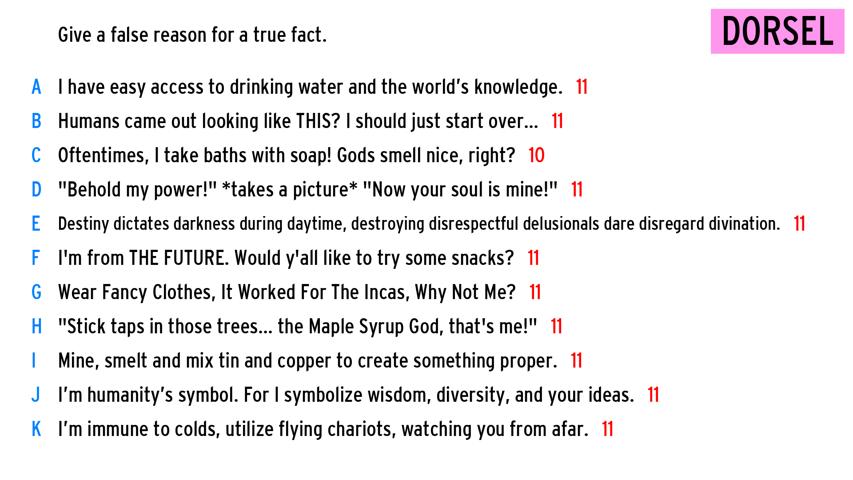 Give a false reason for a true fact.
DORSEL
A I have easy access to drinking water and the world’s knowledge. 11
B Humans came out looking like THIS? I should just start over... 11
C Oftentimes, I take baths with soap! Gods smell nice, right? 10
D "Behold my power!" *takes a picture* "Now your soul is mine!" 11
E Destiny dictates darkness during daytime, destroying disrespectful delusionals dare disregard divination. 11
F I'm from THE FUTURE. Would y'all like to try some snacks? 11
G Wear Fancy Clothes, It Worked For The Incas, Why Not Me? 11
H "Stick taps in those trees... the Maple Syrup God, that's me!" 11
I Mine, smelt and mix tin and copper to create something proper. 11
J I’m humanity’s symbol. For I symbolize wisdom, diversity, and your ideas. 11
K I’m immune to colds, utilize flying chariots, watching you from afar. 11